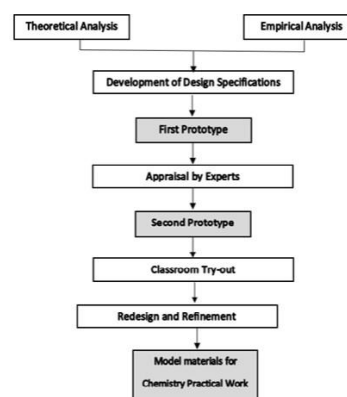 Theoretical Analysis
Empirical Analysis
Development of Design Specifications
First Prototype
Appraisal by Experts
Second Prototype
Classroom Try-out
Redesign and Refinement
Model materials for
Chemistry Practical Work